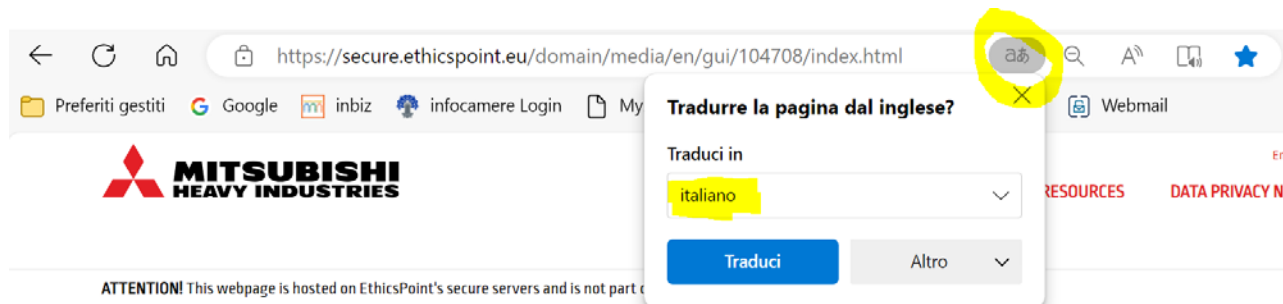 https://secure.ethicspoint.eu/domain/media/en/gui/104708/index.html
aあ
A
Preferiti gestiti
Google
inbiz
infocamere Login
My
Webmail
Tradurre la pagina dal inglese?
Traduci in
italiano
Traduci
Altro
MITSUBISHI
HEAVY INDUSTRIES
RESOURCES
DATA PRIVACY N
ATTENTION! This webpage is hosted on EthicsPoint's secure servers and is not part